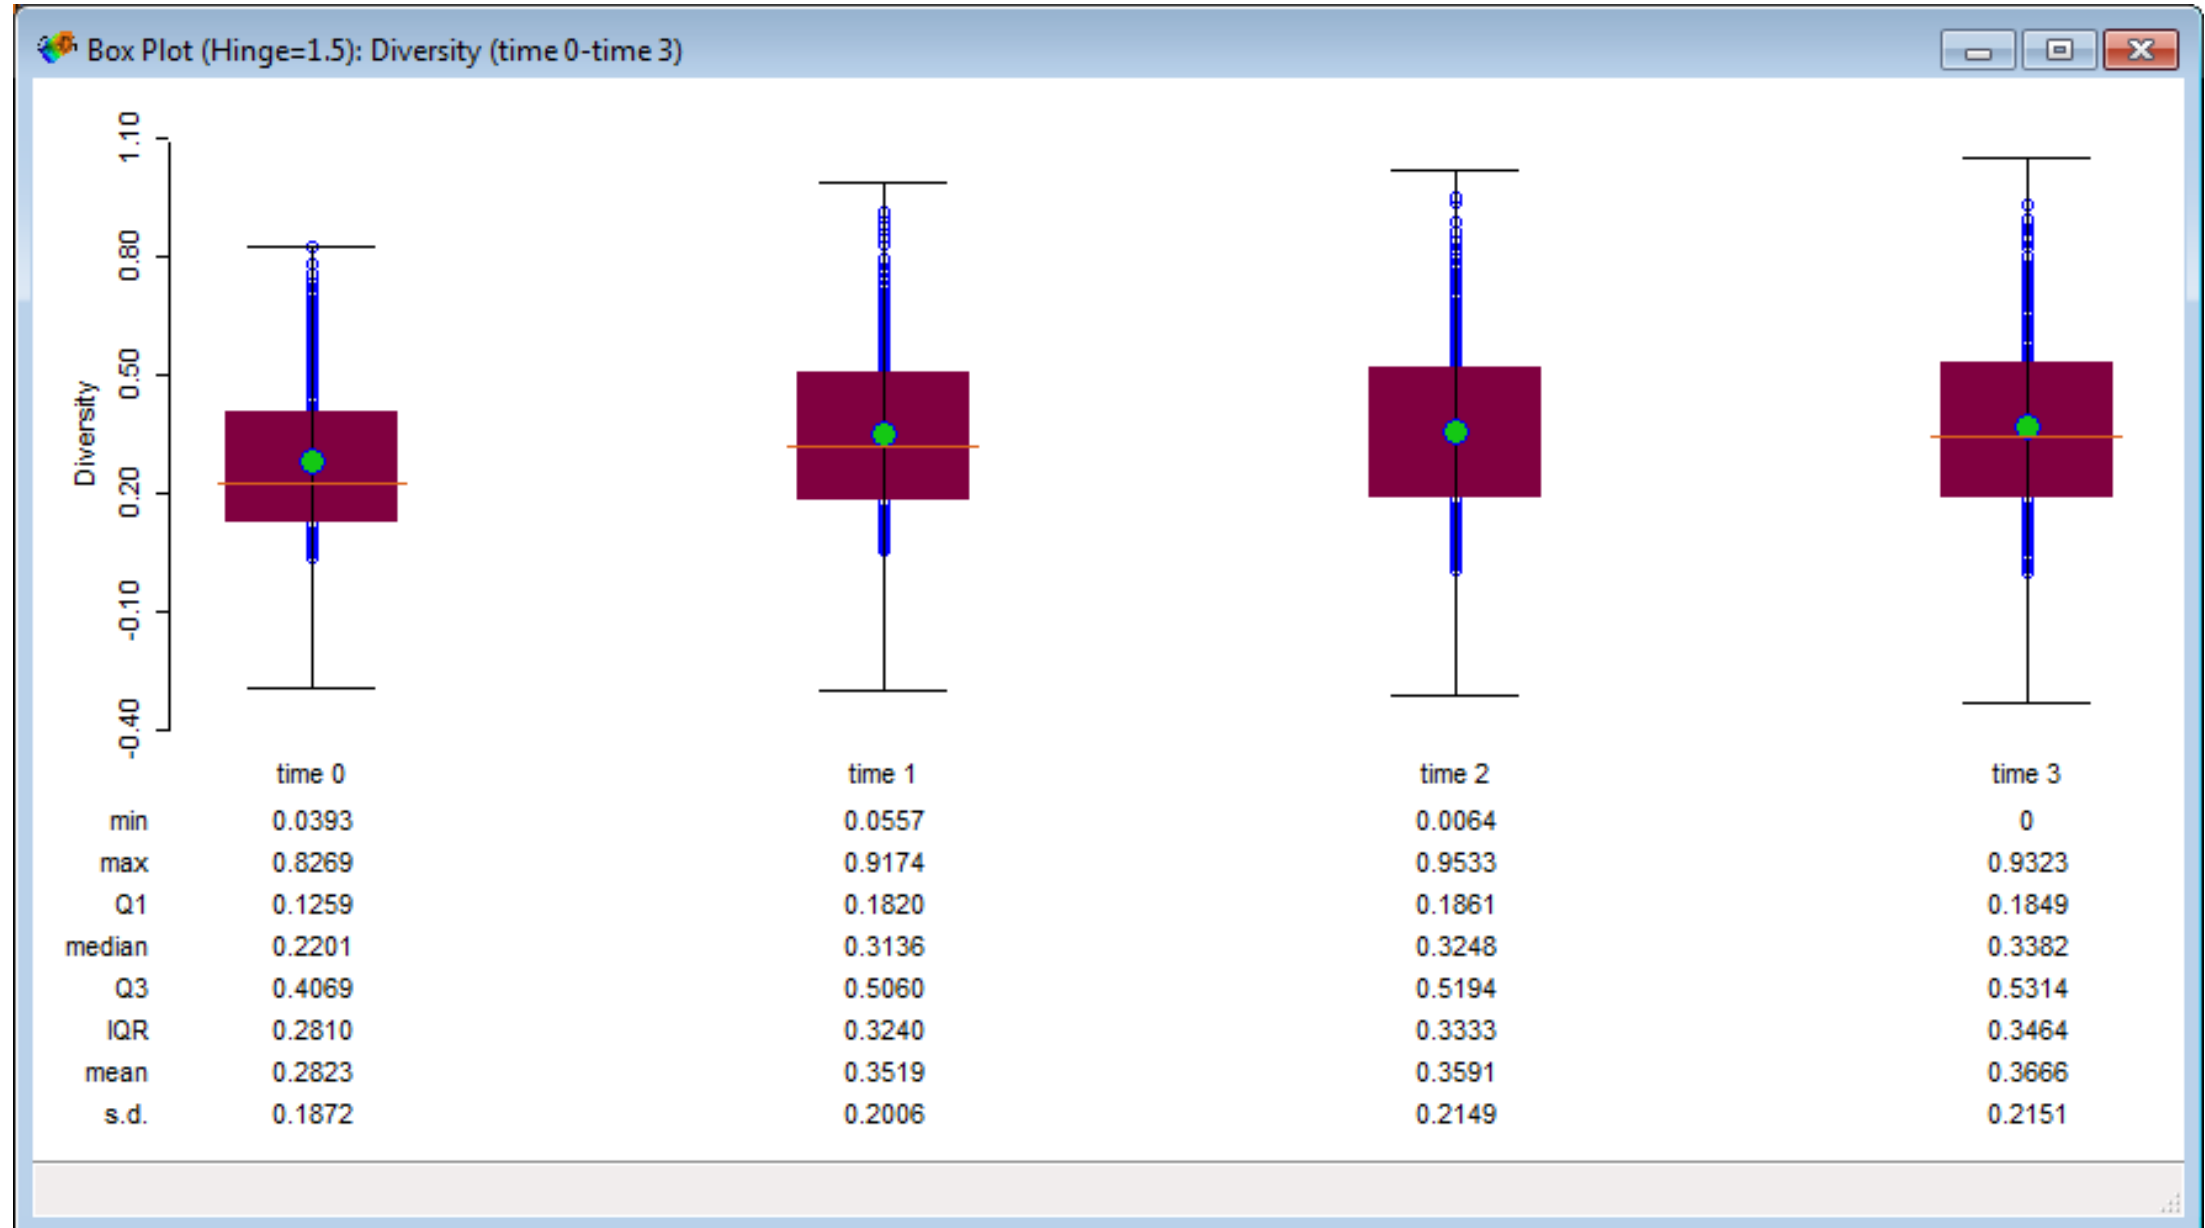 Box Plot (Hinge=1.5): Diversity (time 0-time 3)
1.10
0.80
0.50
0.20
-0.10
-0.40
Diversity
time 0 time 1 time 2 time 3
min 0.0393 0.0557 0.0064 0
max 0.8269 0.9174 0.9533 0.9323
Q1 0.1259 0.1820 0.1861 0.1849
median 0.2201 0.3136 0.3248 0.3382
Q3 0.4069 0.5060 0.5194 0.5314
IQR 0.2810 0.3240 0.3333 0.3464
mean 0.2823 0.3519 0.3591 0.3666
s.d. 0.1872 0.2006 0.2149 0.2151